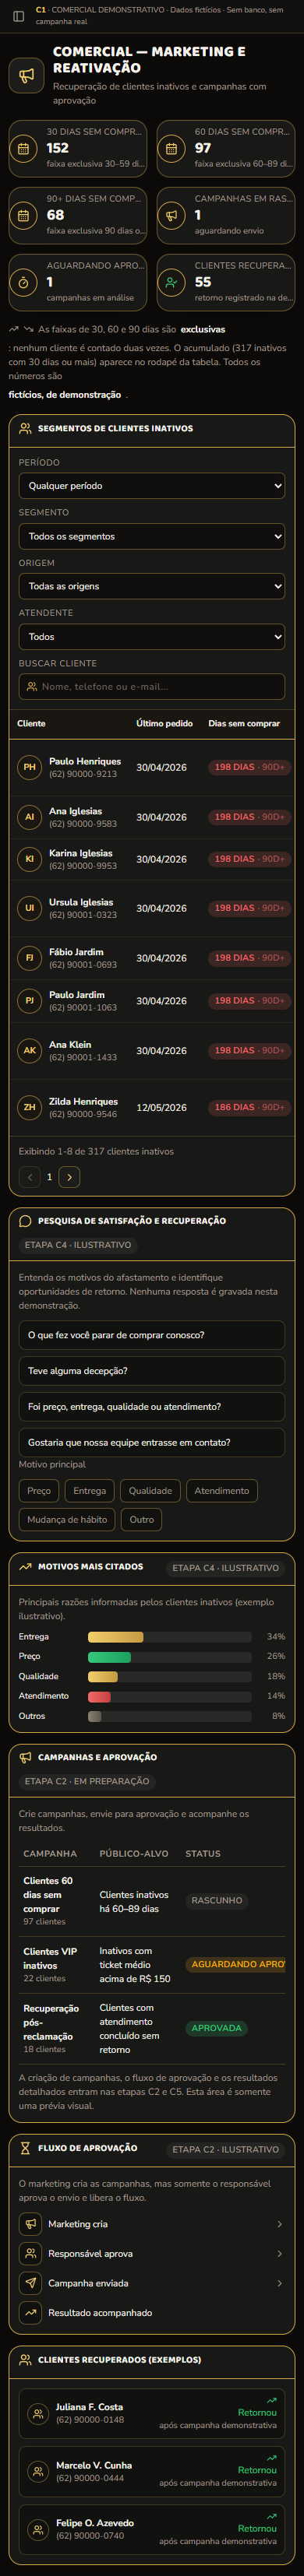 C1 · COMERCIAL DEMONSTRATIVO · Dados fictícios · Sem banco, sem
campanha real
COMERCIAL — MARKETING E
REATIVAÇÃO
Recuperação de clientes inativos e campanhas com
aprovação
30 DIAS SEM COMPR...
152
faixa exclusiva 30–59 di...
60 DIAS SEM COMPR...
97
faixa exclusiva 60–89 di...
90+ DIAS SEM COMP...
68
faixa exclusiva 90 dias o...
CAMPANHAS EM RAS...
1
aguardando envio
AGUARDANDO APRO...
1
campanhas em análise
CLIENTES RECUPERA...
55
retorno registrado na de...
As faixas de 30, 60 e 90 dias são exclusivas
: nenhum cliente é contado duas vezes. O acumulado (317 inativos
com 30 dias ou mais) aparece no rodapé da tabela. Todos os
números são
fictícios, de demonstração .
SEGMENTOS DE CLIENTES INATIVOS
PERÍODO
Qualquer período
SEGMENTO
Todos os segmentos
ORIGEM
Todas as origens
ATENDENTE
Todos
BUSCAR CLIENTE
Nome, telefone ou e-mail...
Cliente Último pedido Dias sem comprar
PH Paulo Henriques (62) 90000-9213 30/04/2026 198 DIAS · 90D+
AI Ana Iglesias (62) 90000-9583 30/04/2026 198 DIAS · 90D+
KI Karina Iglesias (62) 90000-9953 30/04/2026 198 DIAS · 90D+
UI Ursula Iglesias (62) 90001-0323 30/04/2026 198 DIAS · 90D+
FJ Fábio Jardim (62) 90001-0693 30/04/2026 198 DIAS · 90D+
PJ Paulo Jardim (62) 90001-1063 30/04/2026 198 DIAS · 90D+
AK Ana Klein (62) 90001-1433 30/04/2026 198 DIAS · 90D+
ZH Zilda Henriques (62) 90000-9546 12/05/2026 186 DIAS · 90D+
Exibindo 1-8 de 317 clientes inativos
1
PESQUISA DE SATISFAÇÃO E RECUPERAÇÃO
ETAPA C4 · ILUSTRATIVO
Entenda os motivos do afastamento e identifique
oportunidades de retorno. Nenhuma resposta é gravada nesta
demonstração.
O que fez você parar de comprar conosco?
Teve alguma decepção?
Foi preço, entrega, qualidade ou atendimento?
Gostaria que nossa equipe entrasse em contato?
Motivo principal
Preço Entrega Qualidade Atendimento
Mudança de hábito Outro
MOTIVOS MAIS CITADOS ETAPA C4 · ILUSTRATIVO
Principais razões informadas pelos clientes inativos (exemplo
ilustrativo).
Entrega 34%
Preço 26%
Qualidade 18%
Atendimento 14%
Outros 8%
CAMPANHAS E APROVAÇÃO
ETAPA C2 · EM PREPARAÇÃO
Crie campanhas, envie para aprovação e acompanhe os
resultados.
CAMPANHA PÚBLICO-ALVO STATUS
Clientes 60
dias sem
comprar
97 clientes
Clientes inativos
há 60–89 dias
RASCUNHO
Clientes VIP
inativos
22 clientes
Inativos com
ticket médio
acima de R$ 150
AGUARDANDO APRO
Recuperação
pós-
reclamação
18 clientes
Clientes com
atendimento
concluído sem
retorno
APROVADA
A criação de campanhas, o fluxo de aprovação e os resultados
detalhados entram nas etapas C2 e C5. Esta área é somente
uma prévia visual.
FLUXO DE APROVAÇÃO ETAPA C2 · ILUSTRATIVO
O marketing cria as campanhas, mas somente o responsável
aprova o envio e libera o fluxo.
Marketing cria
Responsável aprova
Campanha enviada
Resultado acompanhado
CLIENTES RECUPERADOS (EXEMPLOS)
Juliana F. Costa
(62) 90000-0148
Retornou
após campanha demonstrativa
Marcelo V. Cunha
(62) 90000-0444
Retornou
após campanha demonstrativa
Felipe O. Azevedo
(62) 90000-0740
Retornou
após campanha demonstrativa